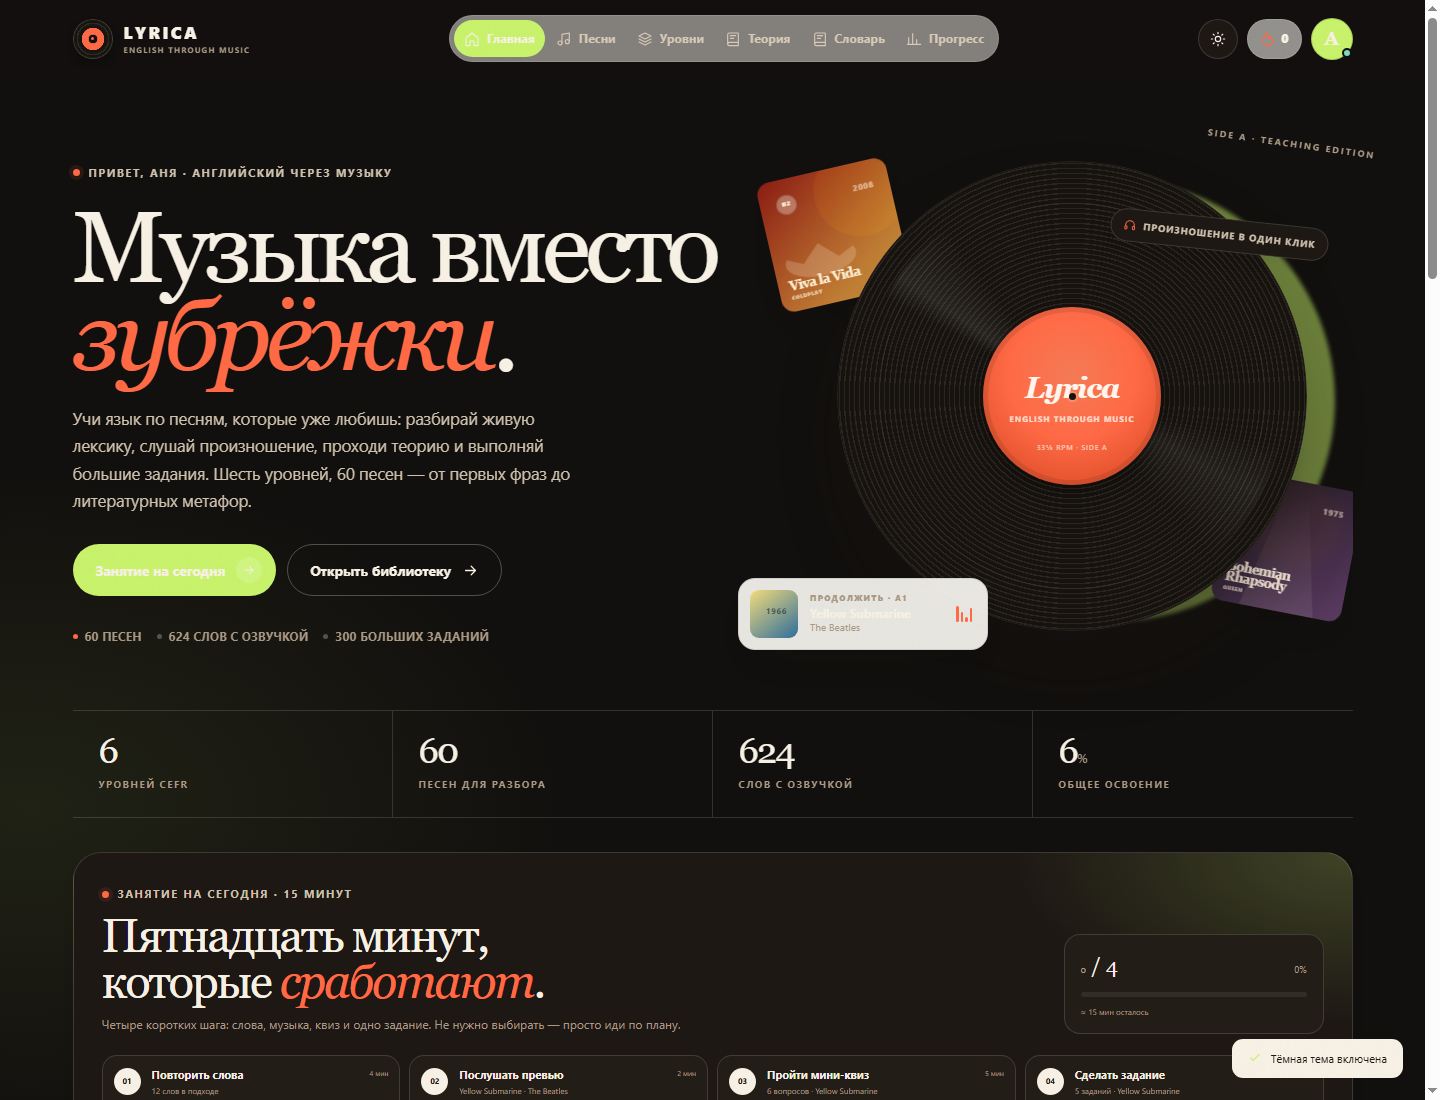 LYRICA
ENGLISH THROUGH MUSIC
Главная
Песни
Уровни
Теория
Словарь
Прогресс
0
A
SIDE A · TEACHING EDITION
ПРИВЕТ, АНЯ · АНГЛИЙСКИЙ ЧЕРЕЗ МУЗЫКУ
Музыка вместо
зубрёжки.
Учи язык по песням, которые уже любишь: разбирай живую
лексику, слушай произношение, проходи теорию и выполняй
большие задания. Шесть уровней, 60 песен — от первых фраз до
литературных метафор.
Занятие на сегодня
Открыть библиотеку
60 ПЕСЕН
624 СЛОВ С ОЗВУЧКОЙ
300 БОЛЬШИХ ЗАДАНИЙ
B2
2008
Viva la Vida
COLDPLAY
ПРОИЗНОШЕНИЕ В ОДИН КЛИК
Lyrica
ENGLISH THROUGH MUSIC
33⅓ RPM · SIDE A
1975
Bohemian
Rhapsody
QUEEN
1966
ПРОДОЛЖИТЬ · A1
Yellow Submarine
The Beatles
6
УРОВНЕЙ CEFR
60
ПЕСЕН ДЛЯ РАЗБОРА
624
СЛОВ С ОЗВУЧКОЙ
6%
ОБЩЕЕ ОСВОЕНИЕ
ЗАНЯТИЕ НА СЕГОДНЯ · 15 МИНУТ
Пятнадцать минут,
которые сработают.
Четыре коротких шага: слова, музыка, квиз и одно задание. Не нужно выбирать — просто иди по плану.
0 / 4
0%
≈ 15 мин осталось
01
Повторить слова
4 мин
12 слов в подходе
02
Послушать превью
2 мин
Yellow Submarine · The Beatles
03
Пройти мини-квиз
5 мин
6 вопросов · Yellow Submarine
04
Сделать задание
5 заданий · Yellow Submarine
Тёмная тема включена